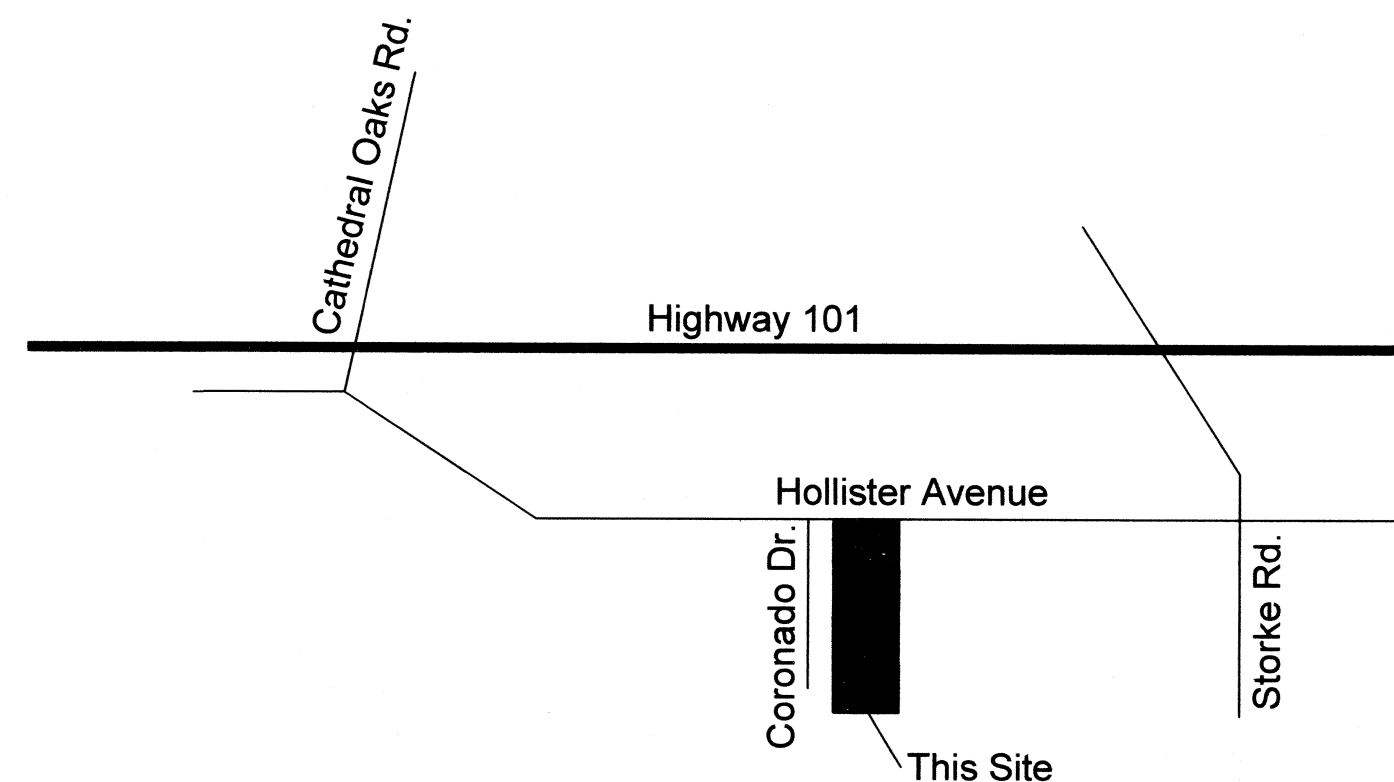 Cathedral Oaks Rd.
Highway 101
Hollister Avenue
Coronado Dr.
Storke Rd.
This Site